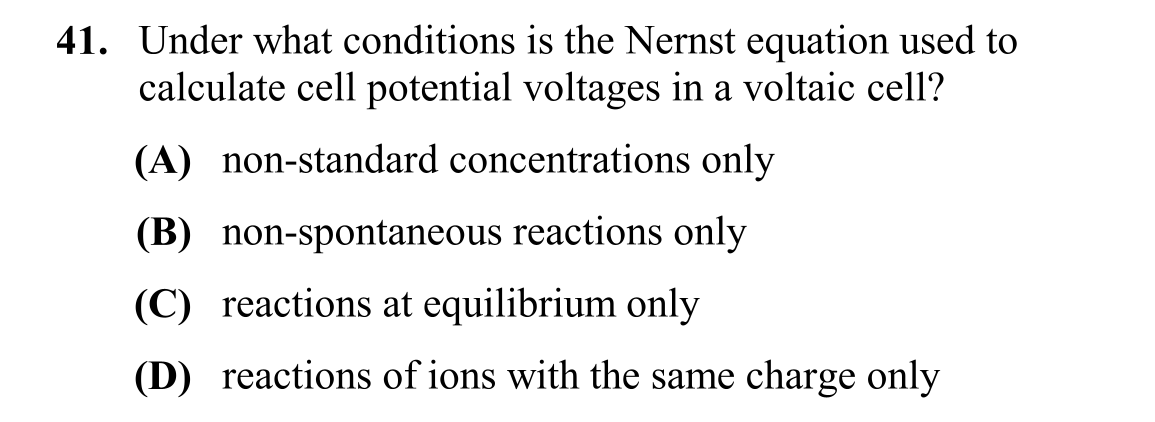 41. Under what conditions is the Nernst equation used to
calculate cell potential voltages in a voltaic cell?
(A) non-standard concentrations only
(B) non-spontaneous reactions only
(C) reactions at equilibrium only
(D) reactions of ions with the same charge only